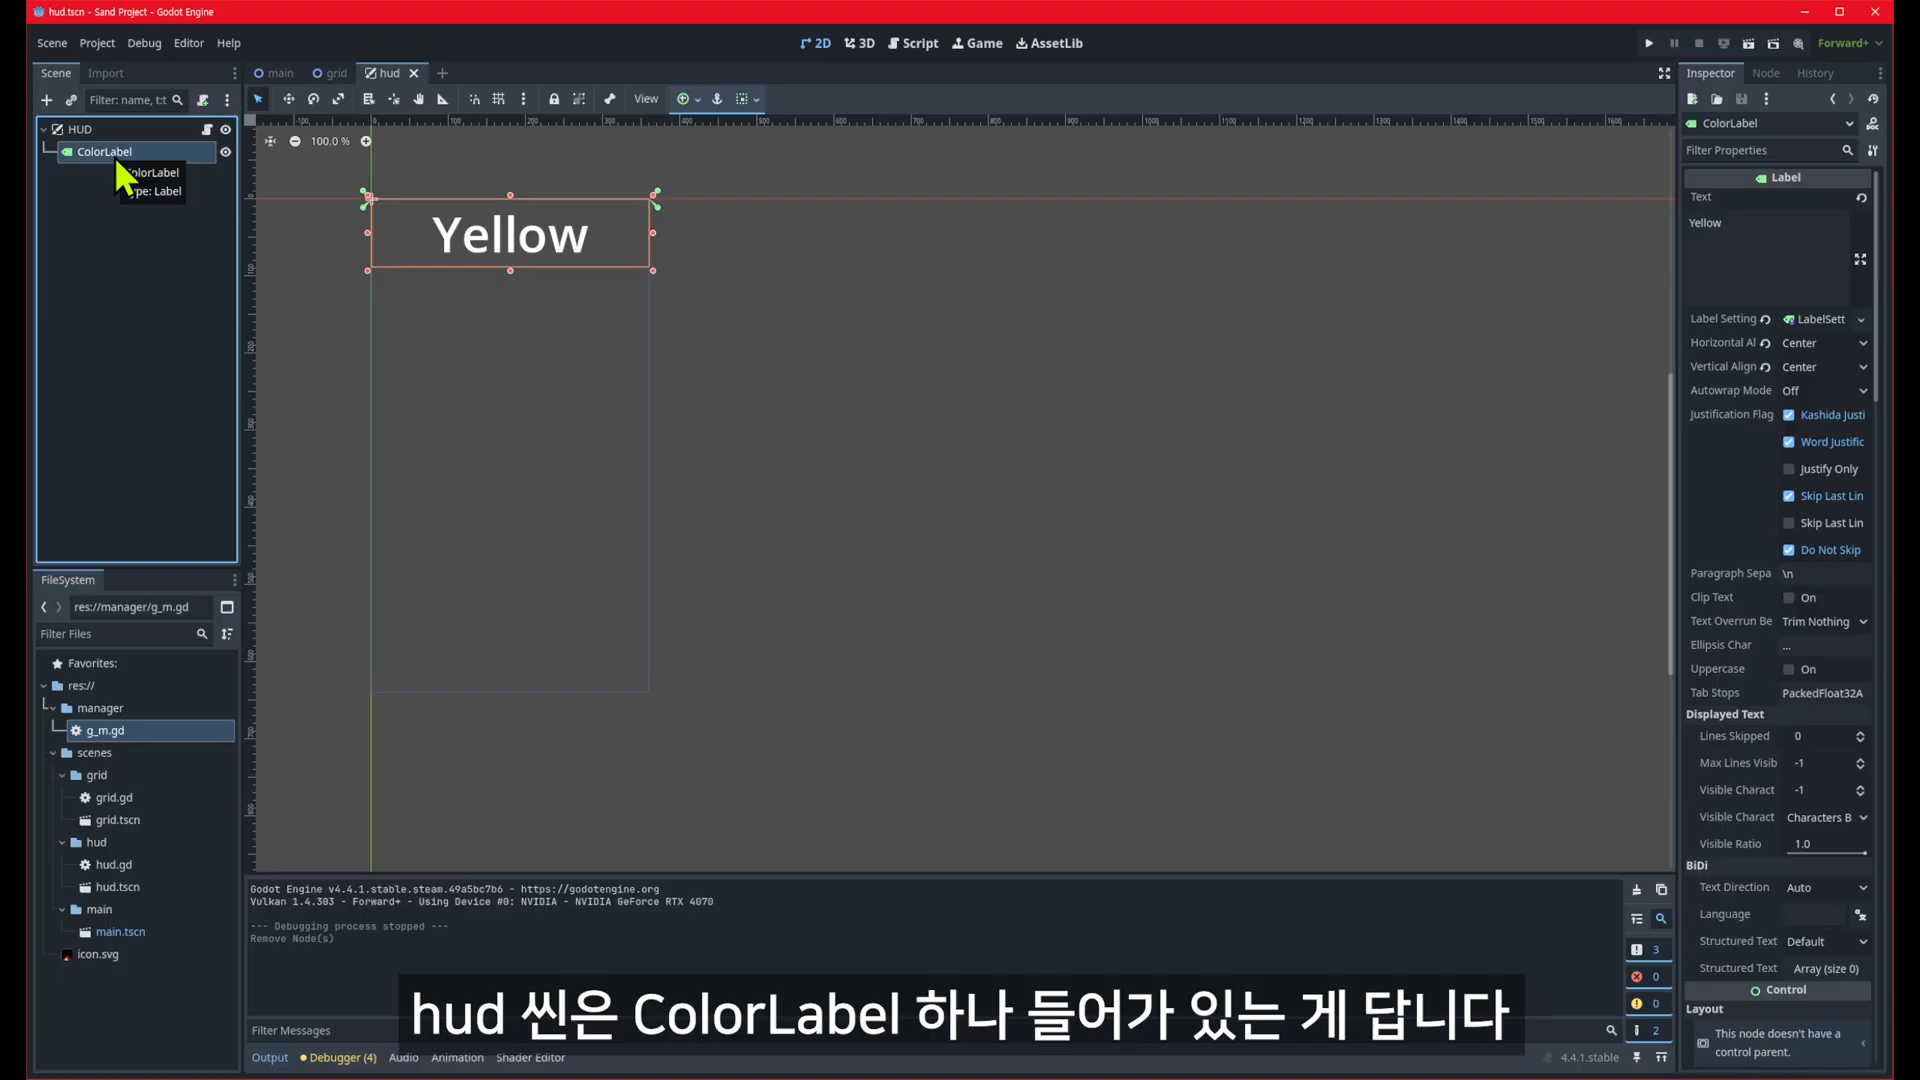 hud.tscn - Sand Project - Godot Engine
Scene Project Debug Editor Help
2D 3D Script Game AssetLib
Forward+
Scene Import
main grid hud
Inspector Node History
Filter: name, t:t
View
ColorLabel
Filter Properties
HUD
ColorLabel
Type: Label
100.0 %
Yellow
Label
Text
Yellow
Label Setting LabelSett
Horizontal Al Center
Vertical Align Center
Autowrap Mode Off
Justification Flag Kashida Justi
Word Justific
Justify Only
Skip Last Lin
Skip Last Lin
Do Not Skip
Paragraph Sepa \n
Clip Text On
Text Overrun Be Trim Nothing
Ellipsis Char ...
Uppercase On
Tab Stops PackedFloat32A
Displayed Text
Lines Skipped 0
Max Lines Visib -1
Visible Charact -1
Visible Charact Characters B
Visible Ratio 1.0
BiDi
Text Direction Auto
Language
Structured Text Default
Structured Text Array (size 0)
Control
Layout
This node doesn't have a
control parent.
FileSystem
res://manager/g_m.gd
Filter Files
Favorites:
res://
manager
g_m.gd
scenes
grid
grid.gd
grid.tscn
hud
hud.gd
hud.tscn
main
main.tscn
icon.svg
Godot Engine v4.4.1.stable.steam.49a5bc7b6 - https://godotengine.org
Vulkan 1.4.303 - Forward+ - Using Device #0: NVIDIA - NVIDIA GeForce RTX 4070
--- Debugging process stopped ---
Remove Node(s)
3
0
0
2
hud 씬은 ColorLabel 하나 들어가 있는 게 답니다
Filter Messages
Output Debugger (4) Audio Animation Shader Editor
4.4.1.stable